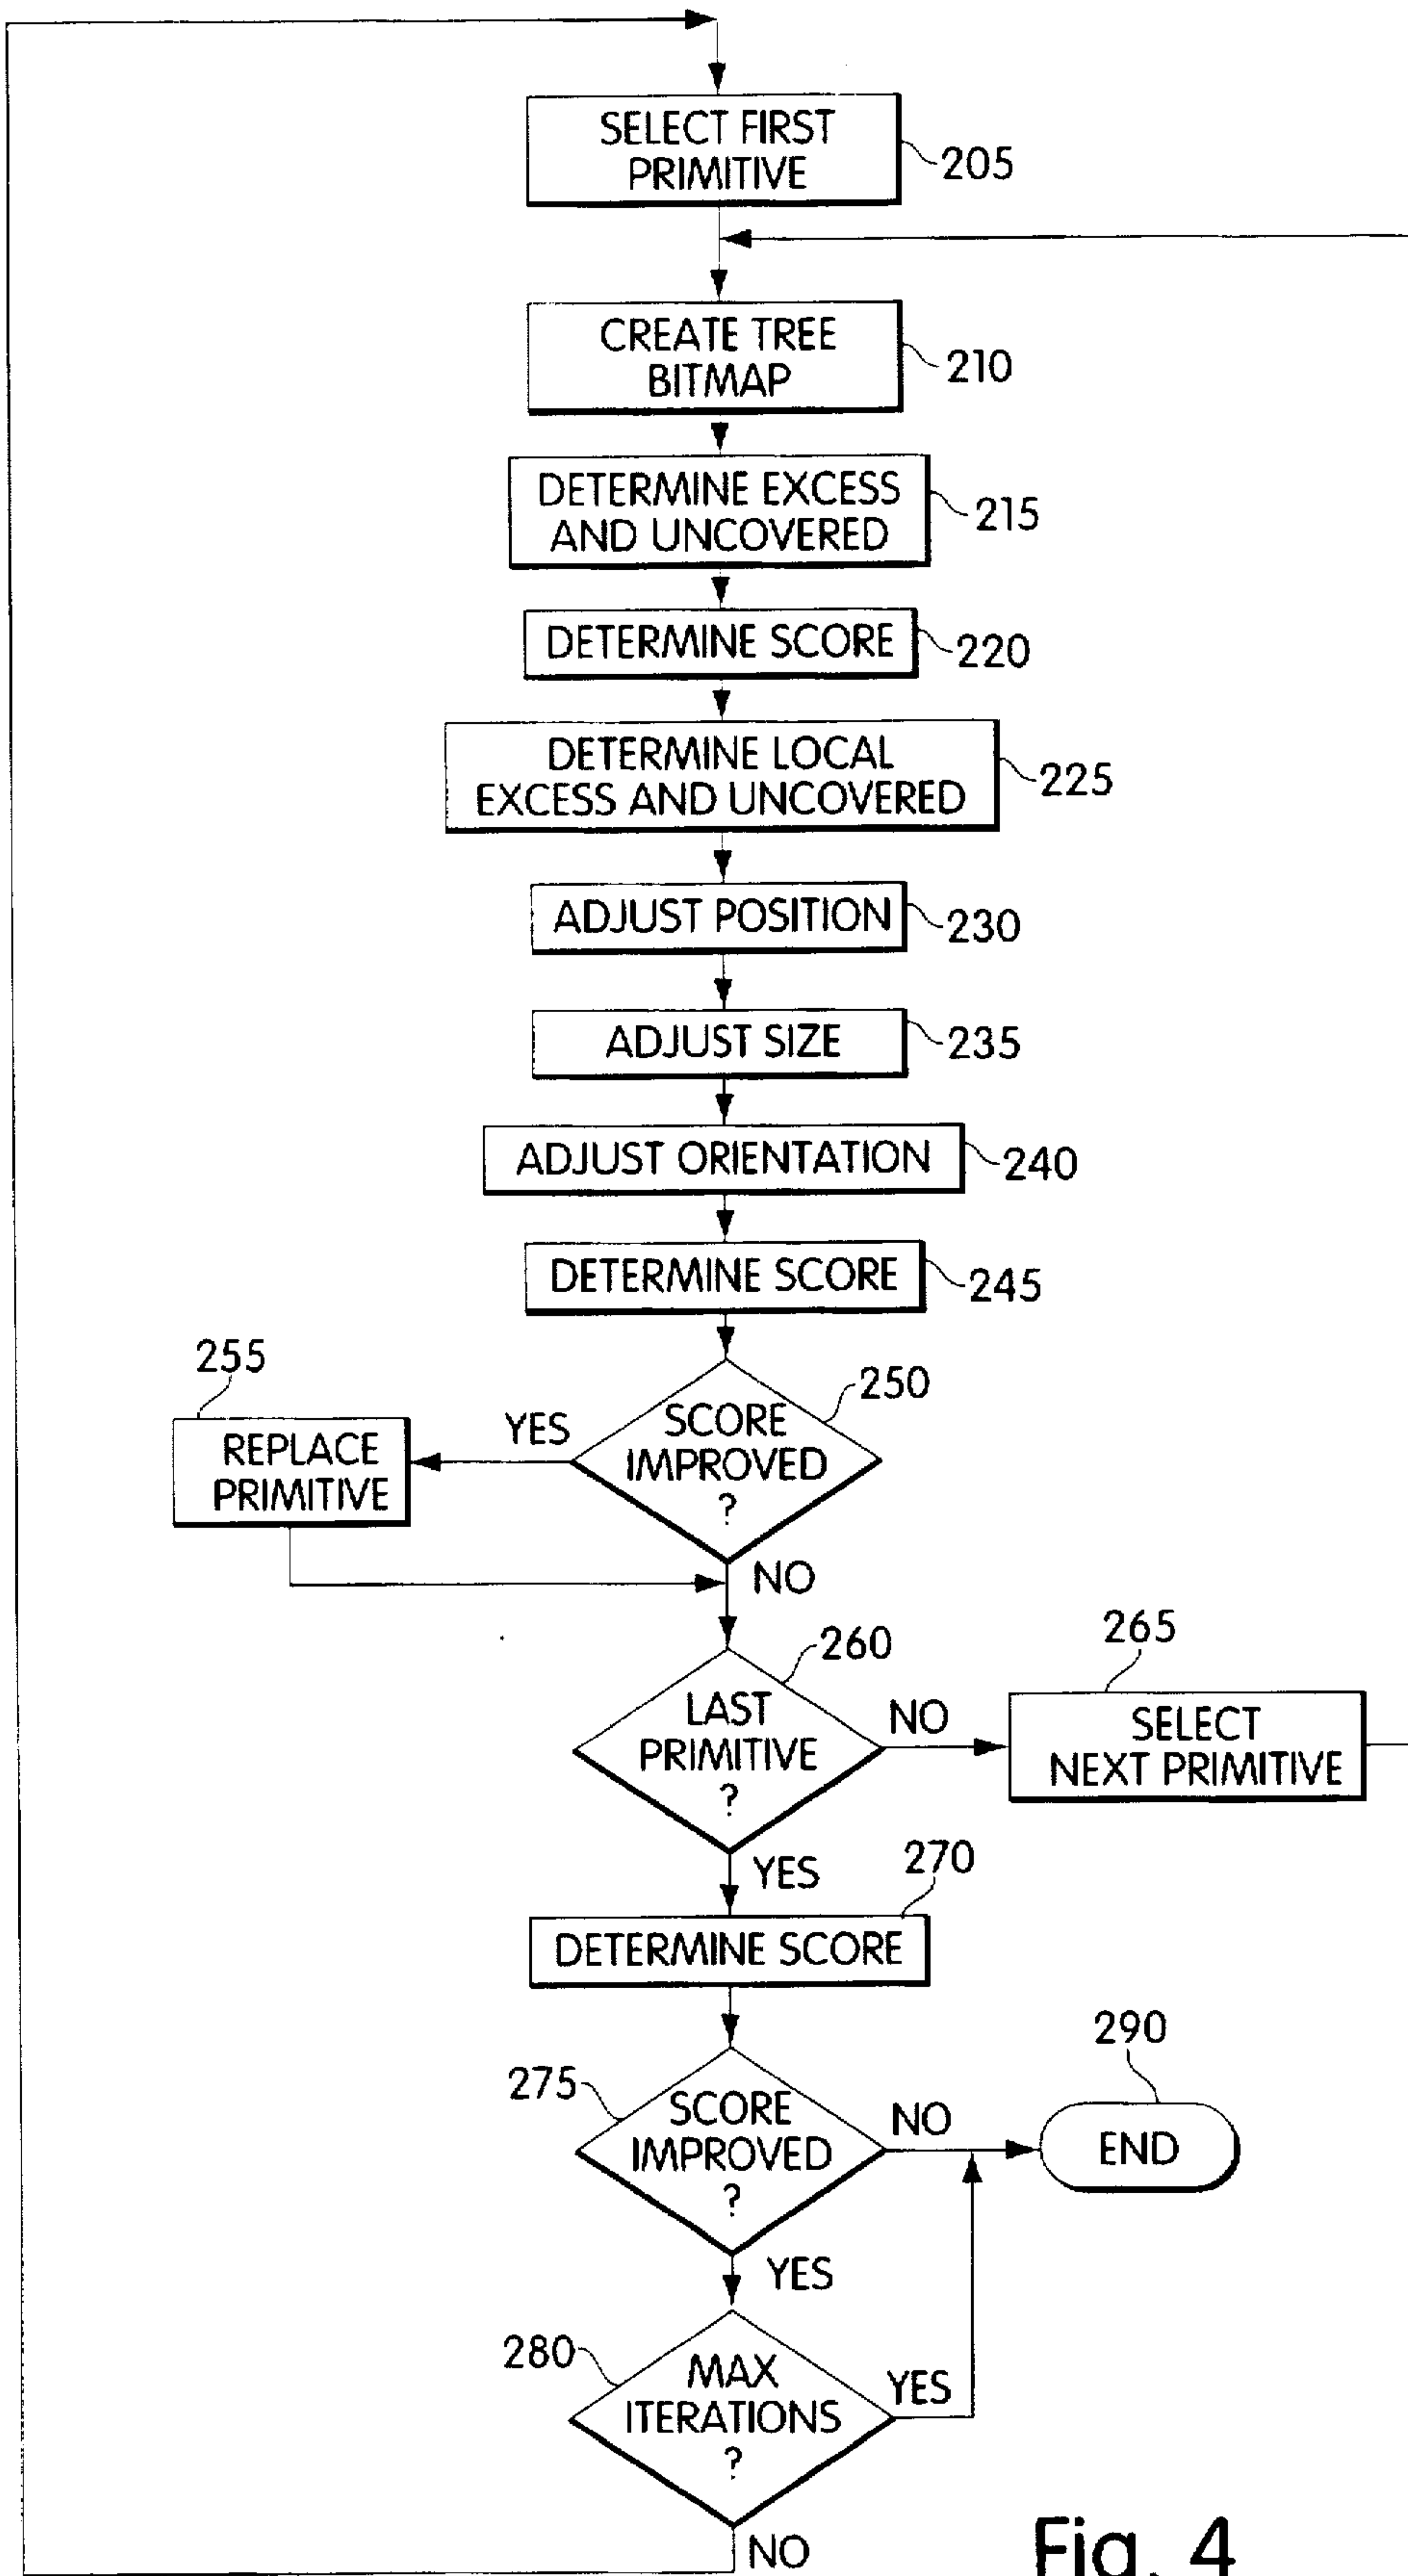 SELECT FIRST
PRIMITIVE
205
CREATE TREE
BITMAP
210
DETERMINE EXCESS
AND UNCOVERED
215
DETERMINE SCORE
220
DETERMINE LOCAL
EXCESS AND UNCOVERED
225
ADJUST POSITION
230
ADJUST SIZE
235
ADJUST ORIENTATION
240
DETERMINE SCORE
245
SCORE
IMPROVED
?
250
YES
255
REPLACE
PRIMITIVE
NO
LAST
PRIMITIVE
?
260
NO
265
SELECT
NEXT PRIMITIVE
YES
270
DETERMINE SCORE
275
SCORE
IMPROVED
?
NO
290
END
YES
280
MAX
ITERATIONS
?
YES
NO
Fig. 4